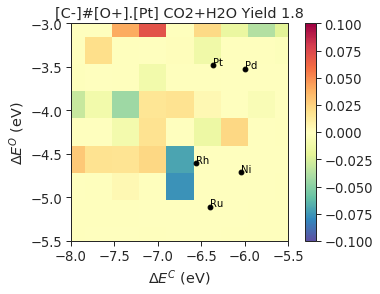 [C-]#[O+].[Pt] CO2+H2O Yield 1.8
−3.0
−3.5
−4.0
−4.5
−5.0
−5.5
ΔE^O (eV)
Pt
Pd
Rh
Ni
Ru
−8.0 −7.5 −7.0 −6.5 −6.0 −5.5
ΔE^C (eV)
0.100
0.075
0.050
0.025
0.000
−0.025
−0.050
−0.075
−0.100